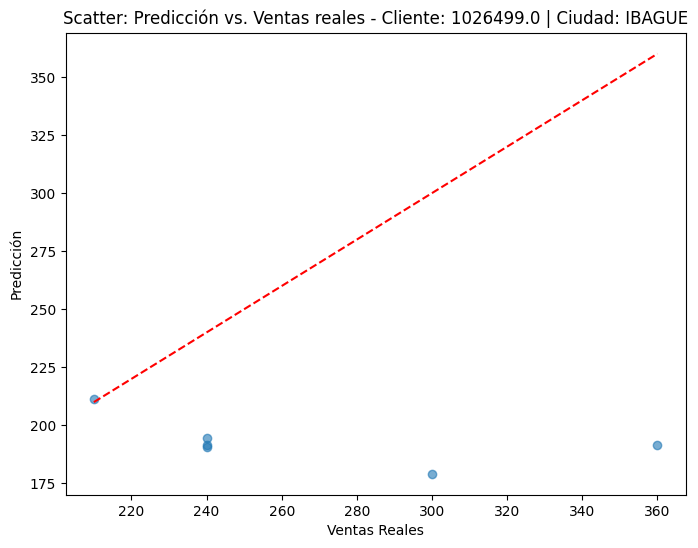 Scatter: Predicción vs. Ventas reales - Cliente: 1026499.0 | Ciudad: IBAGUE
Predicción
350
325
300
275
250
225
200
175
220 240 260 280 300 320 340 360
Ventas Reales